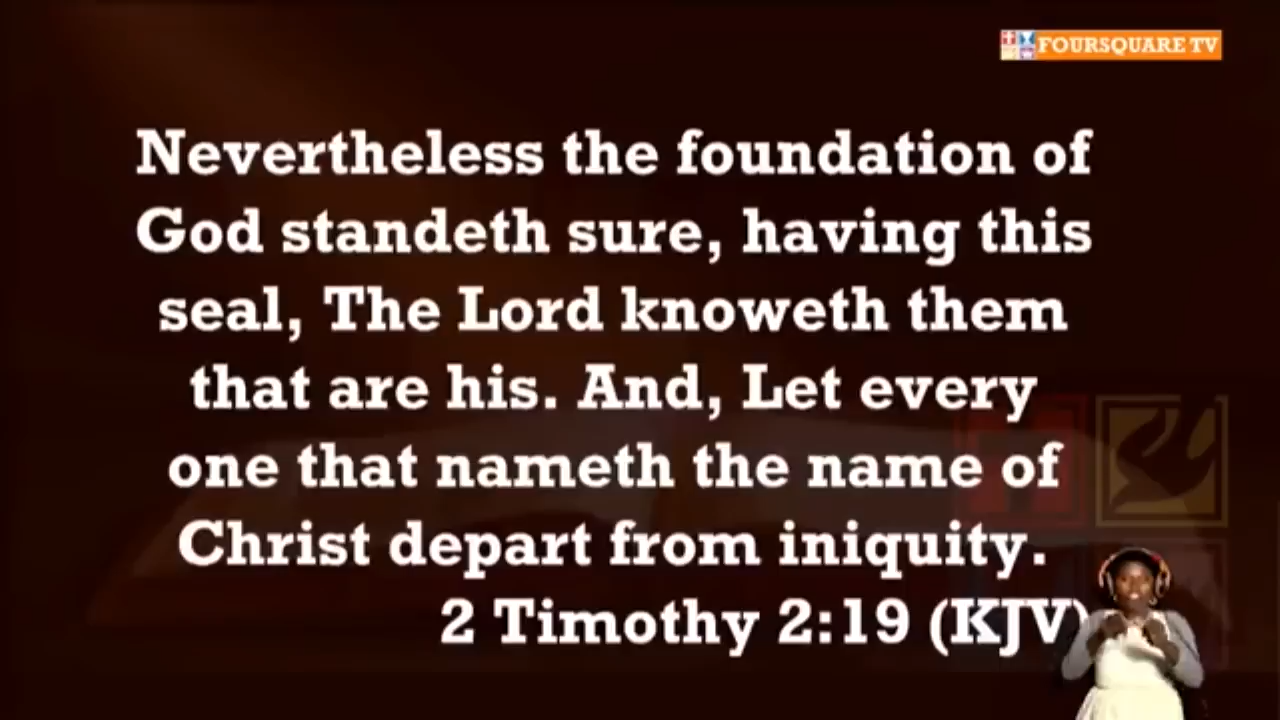 FOURSQUARE TV
Nevertheless the foundation of
God standeth sure, having this
seal, The Lord knoweth them
that are his. And, Let every
one that nameth the name of
Christ depart from iniquity.
2 Timothy 2:19 (KJV)